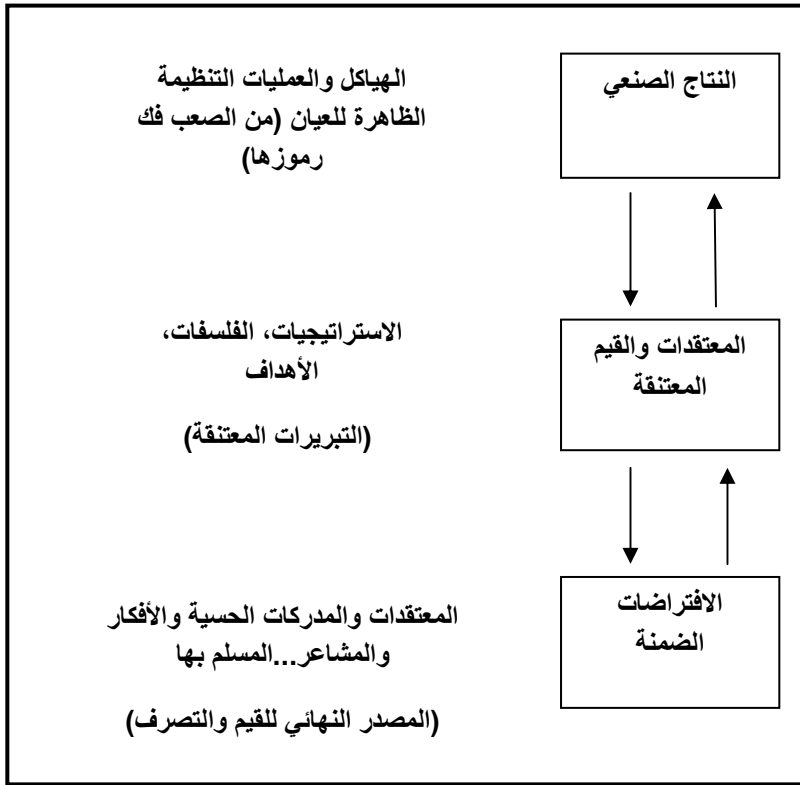 النتاج الصنعي
الهياكل والعمليات التنظيمة
الظاهرة للعيان (من الصعب فك
رموزها)
المعتقدات والقيم
المعتنقة
الاستراتيجيات، الفلسفات،
الأهداف
(التبريرات المعتنقة)
الافتراضات
الضمنة
المعتقدات والمدركات الحسية والأفكار
والمشاعر...المسلم بها
(المصدر النهائي للقيم والتصرف)